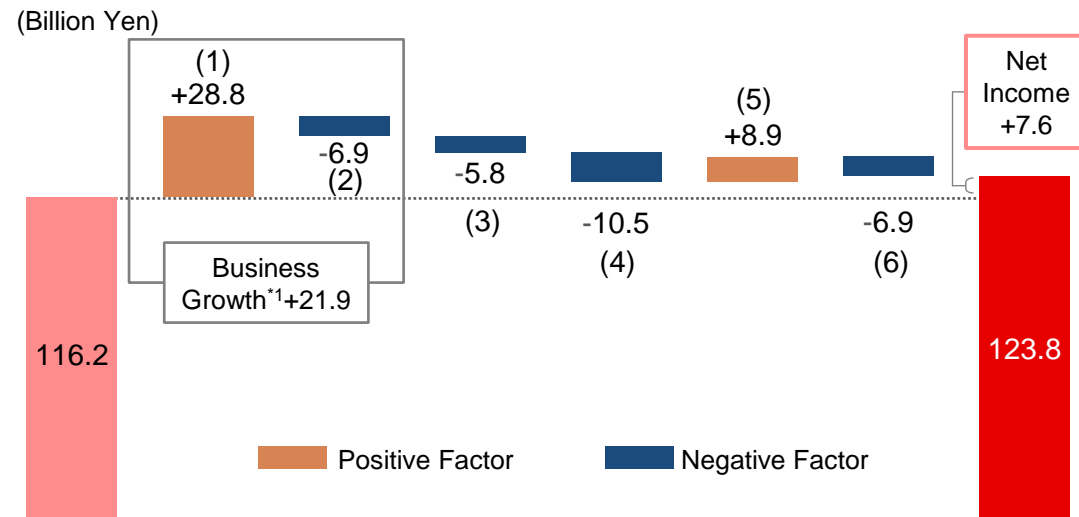 (Billion Yen)
(1)
+28.8
-6.9
(2)
-5.8
(3)
-10.5
(4)
(5)
+8.9
-6.9
(6)
Net
Income
+7.6
Business
Growth*1+21.9
116.2
123.8
Positive Factor
Negative Factor